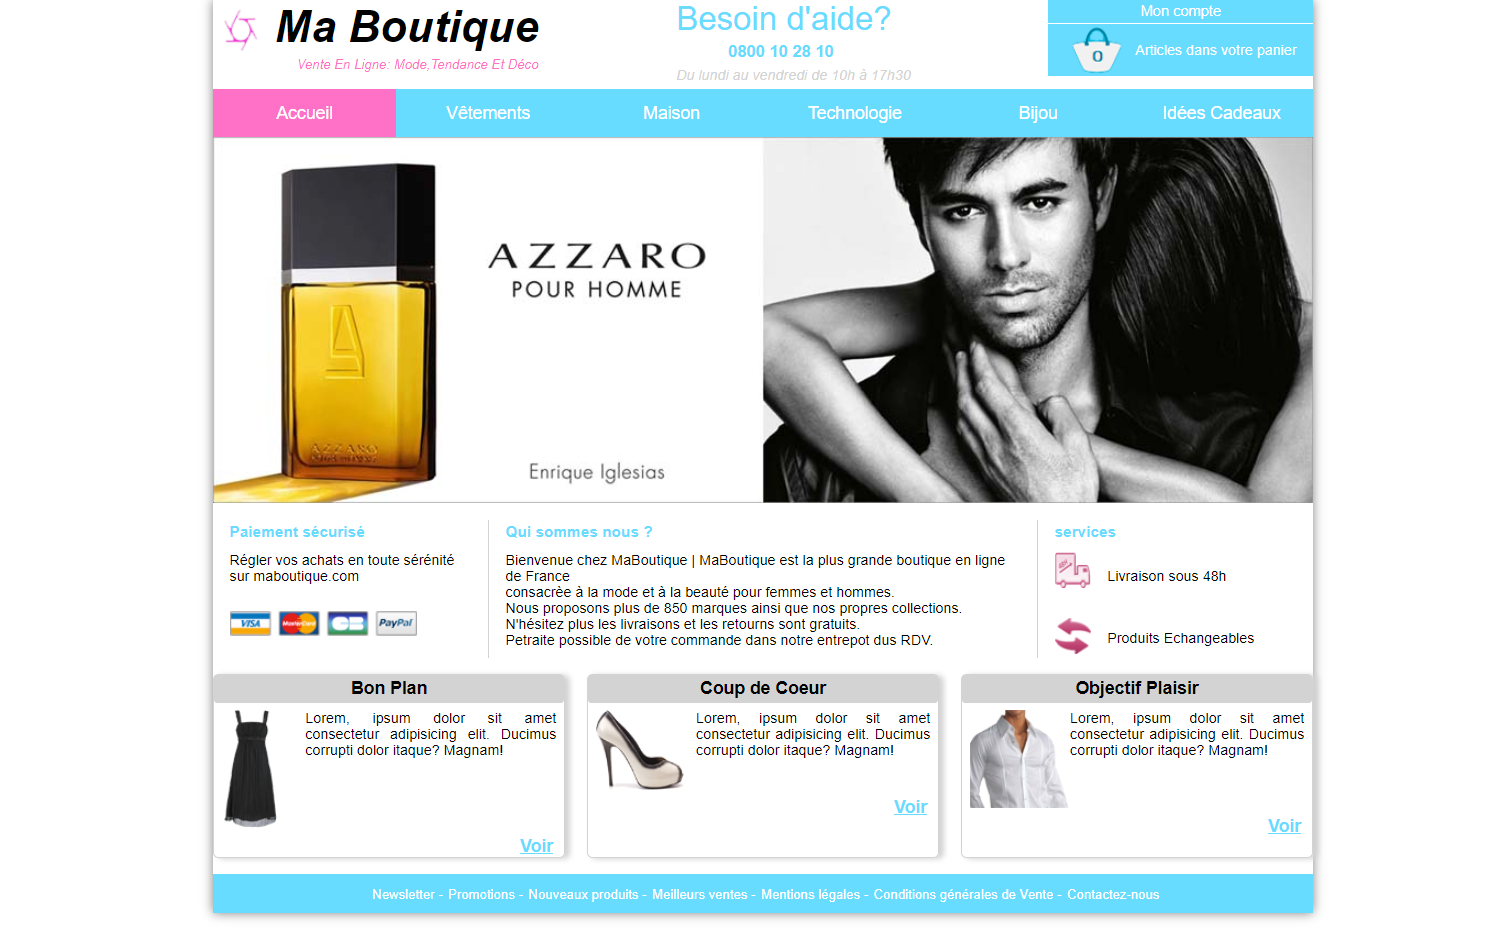 Ma Boutique
Vente En Ligne: Mode,Tendance Et Déco
Besoin d'aide?
0800 10 28 10
Du lundi au vendredi de 10h à 17h30
Mon compte
0
Articles dans votre panier
Accueil Vêtements Maison Technologie Bijou Idées Cadeaux
AZZARO
POUR HOMME
AZZARO
Enrique Iglesias
Paiement sécurisé
Régler vos achats en toute sérénité
sur maboutique.com
VISA MasterCard CB PayPal
Qui sommes nous ?
Bienvenue chez MaBoutique | MaBoutique est la plus grande boutique en ligne
de France
consacrée à la mode et à la beauté pour femmes et hommes.
Nous proposons plus de 850 marques ainsi que nos propres collections.
N'hésitez plus les livraisons et les retourns sont gratuits.
Petraite possible de votre commande dans notre entrepot dus RDV.
services
Livraison sous 48h
Produits Echangeables
Bon Plan
Lorem, ipsum dolor sit amet
consectetur adipisicing elit. Ducimus
corrupti dolor itaque? Magnam!
Voir
Coup de Coeur
Lorem, ipsum dolor sit amet
consectetur adipisicing elit. Ducimus
corrupti dolor itaque? Magnam!
Voir
Objectif Plaisir
Lorem, ipsum dolor sit amet
consectetur adipisicing elit. Ducimus
corrupti dolor itaque? Magnam!
Voir
Newsletter - Promotions - Nouveaux produits - Meilleurs ventes - Mentions légales - Conditions générales de Vente - Contactez-nous